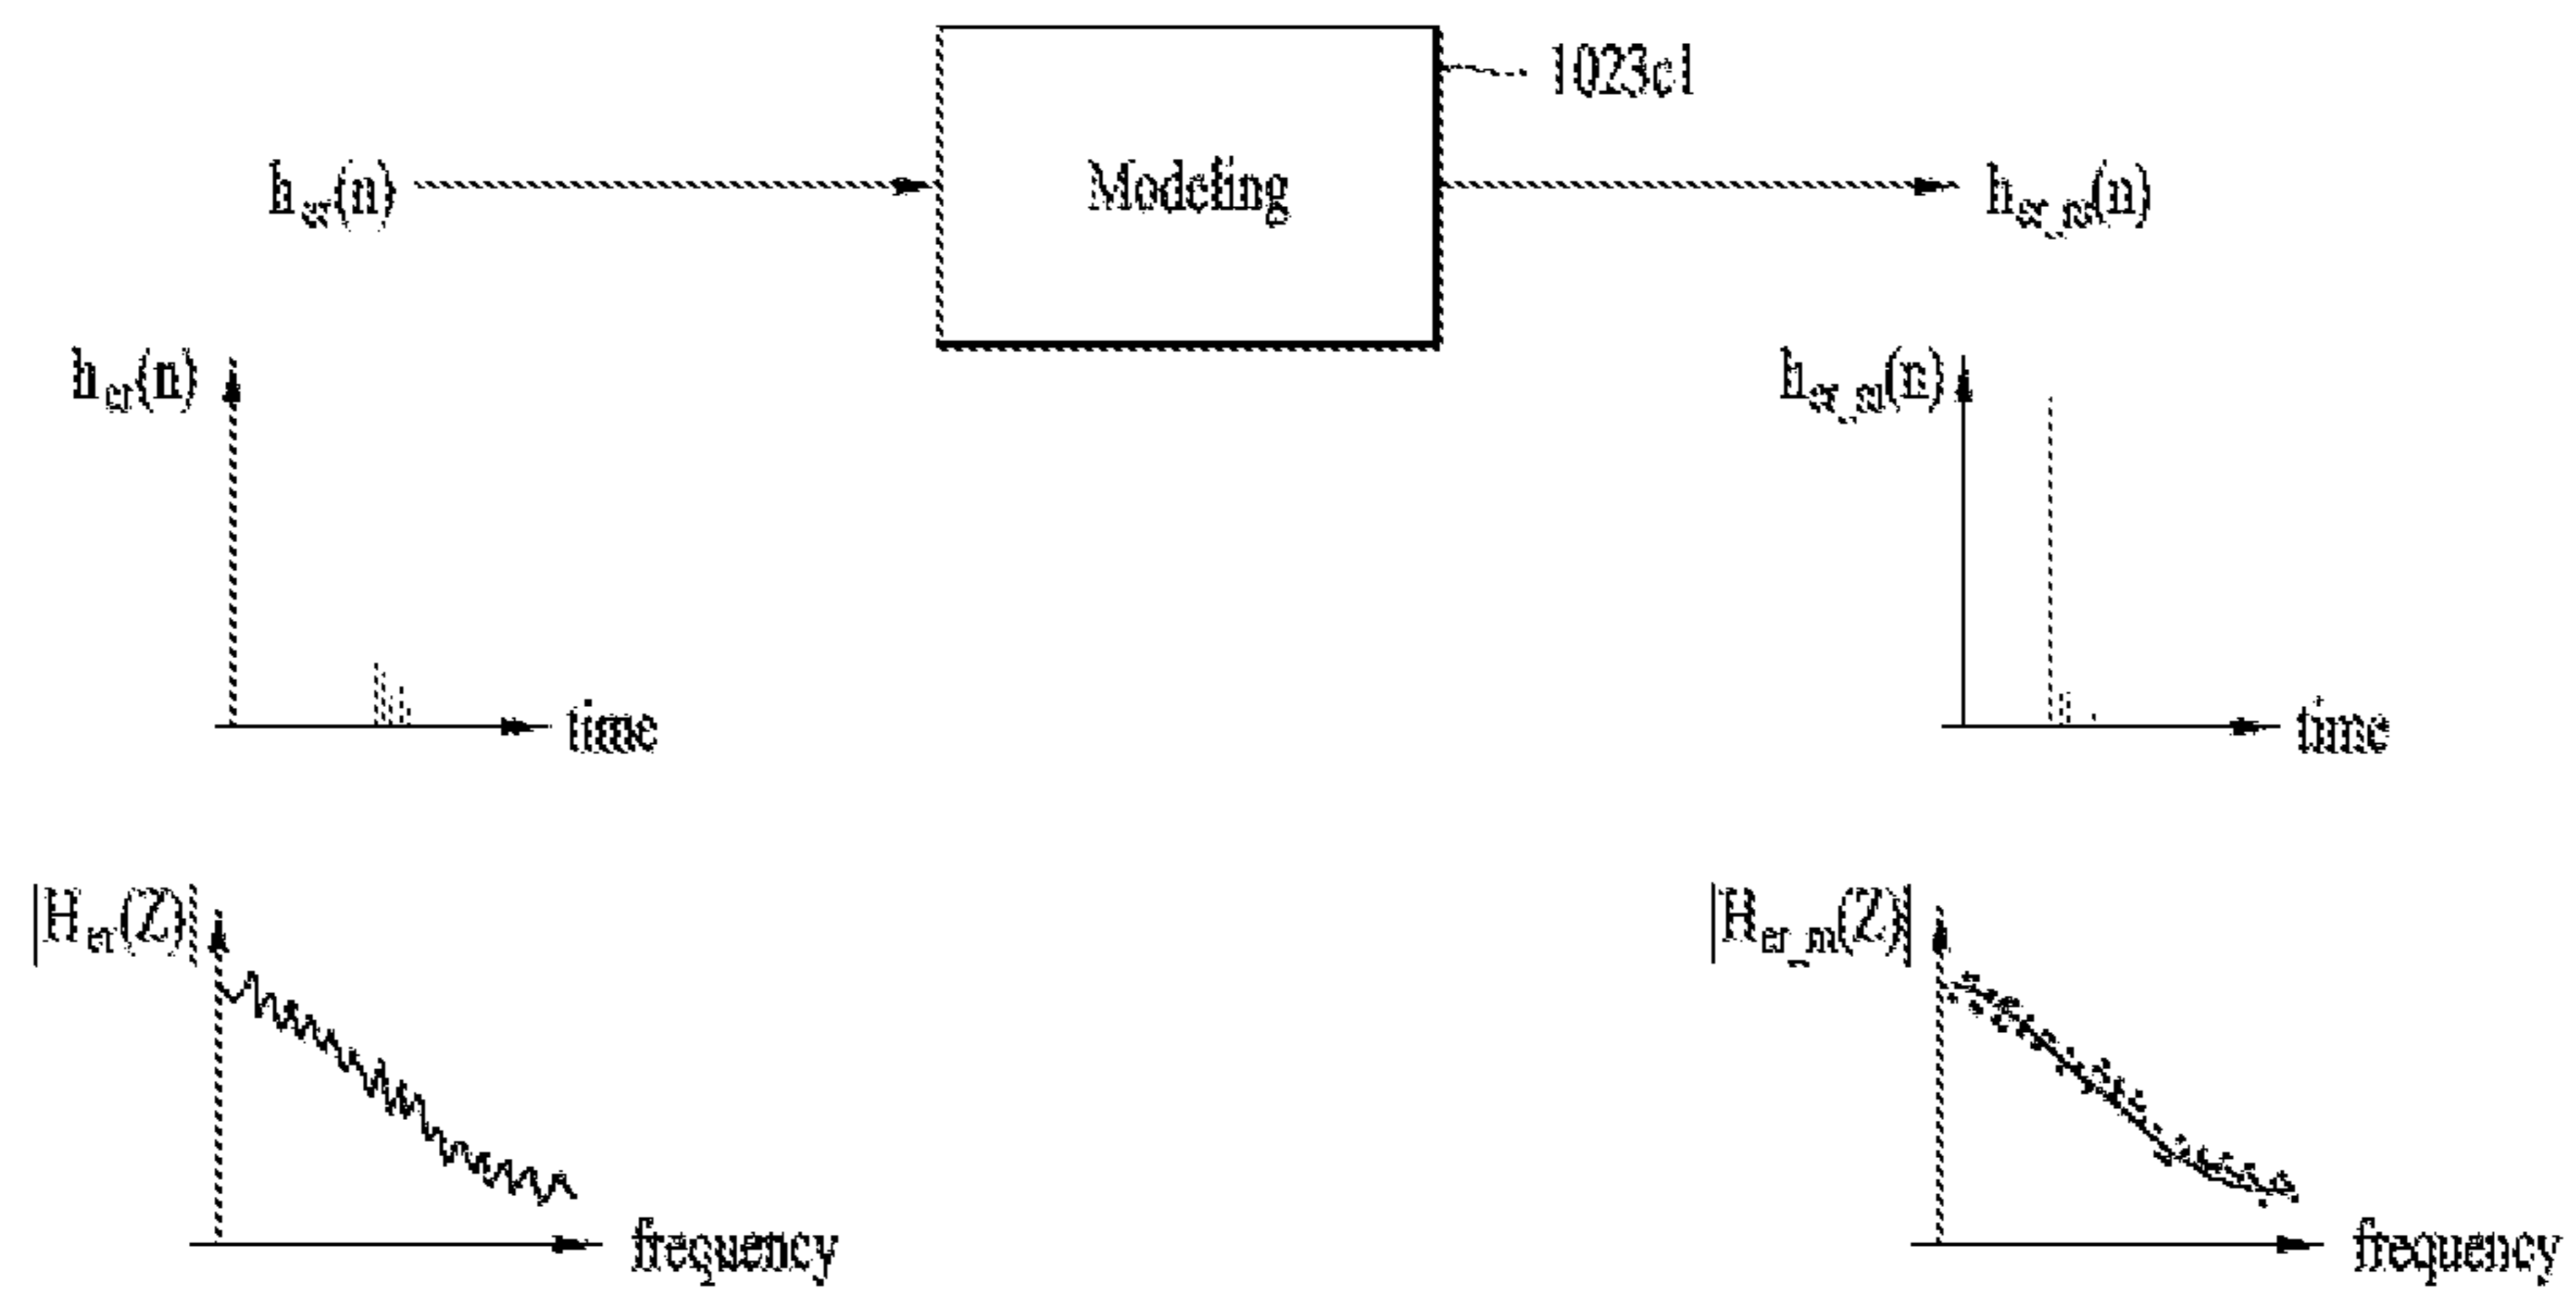 1023c1
h_er(n)
Modeling
h_er_m(n)
h_er(n)
h_er_m(n)
time
time
|H_er(Z)|
|H_er_m(Z)|
frequency
frequency